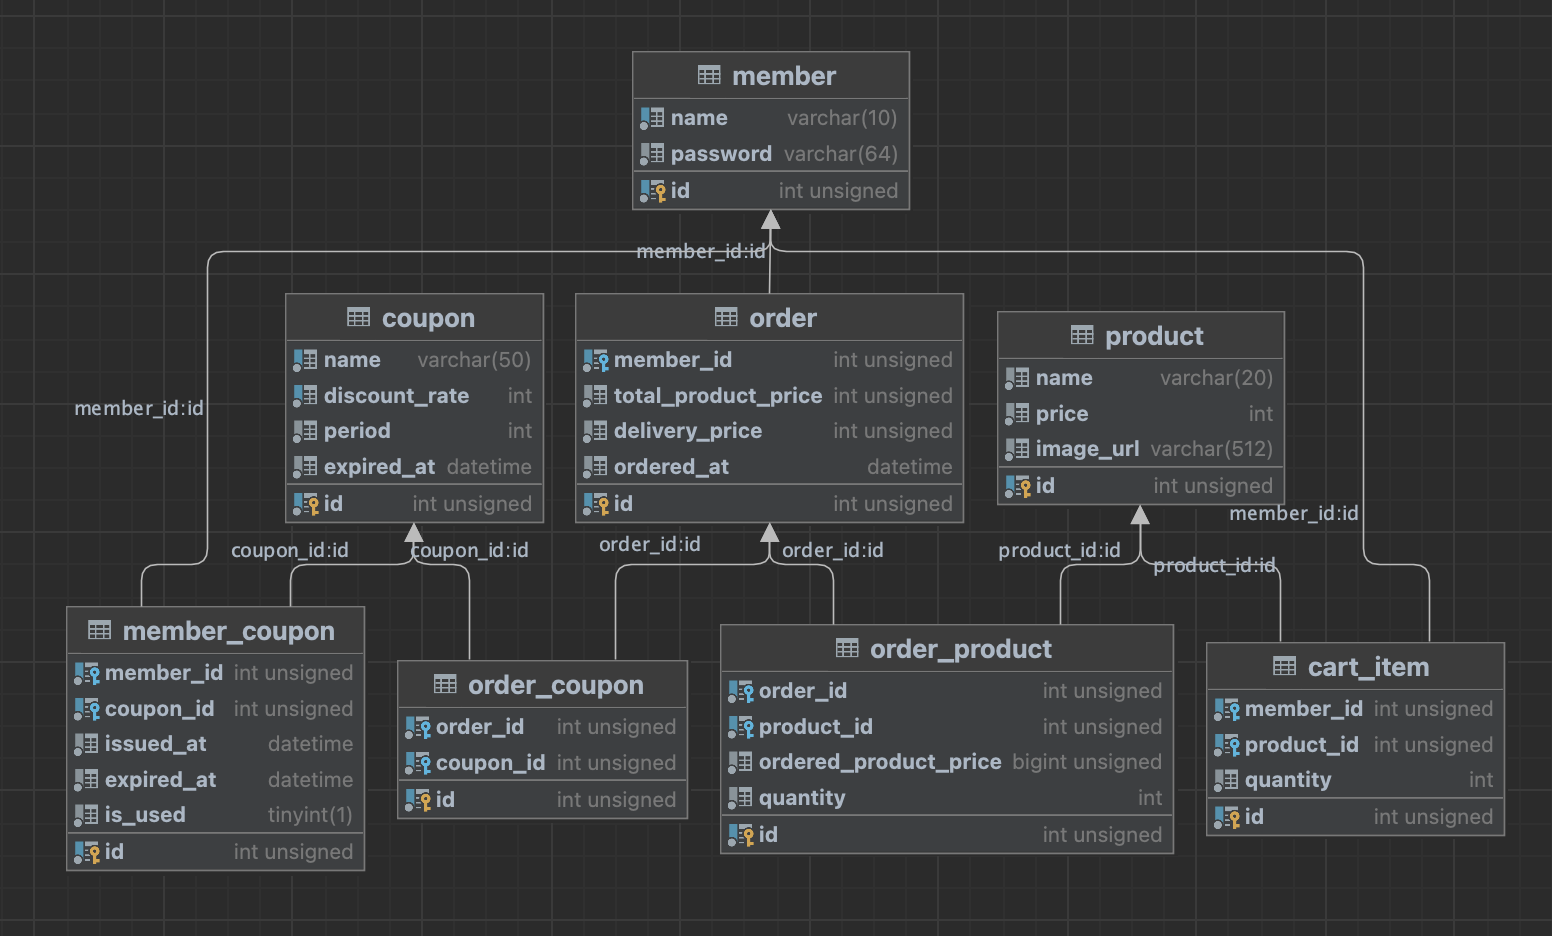 member
name varchar(10)
password varchar(64)
id int unsigned
member_id:id
coupon
name varchar(50)
discount_rate int
period int
expired_at datetime
id int unsigned
order
member_id int unsigned
total_product_price int unsigned
delivery_price int unsigned
ordered_at datetime
id int unsigned
product
name varchar(20)
price int
image_url varchar(512)
id int unsigned
member_id:id
member_id:id
coupon_id:id
coupon_id:id
order_id:id
order_id:id
product_id:id
product_id:id
member_coupon
member_id int unsigned
coupon_id int unsigned
issued_at datetime
expired_at datetime
is_used tinyint(1)
id int unsigned
order_coupon
order_id int unsigned
coupon_id int unsigned
id int unsigned
order_product
order_id int unsigned
product_id int unsigned
ordered_product_price bigint unsigned
quantity int
id int unsigned
cart_item
member_id int unsigned
product_id int unsigned
quantity int
id int unsigned